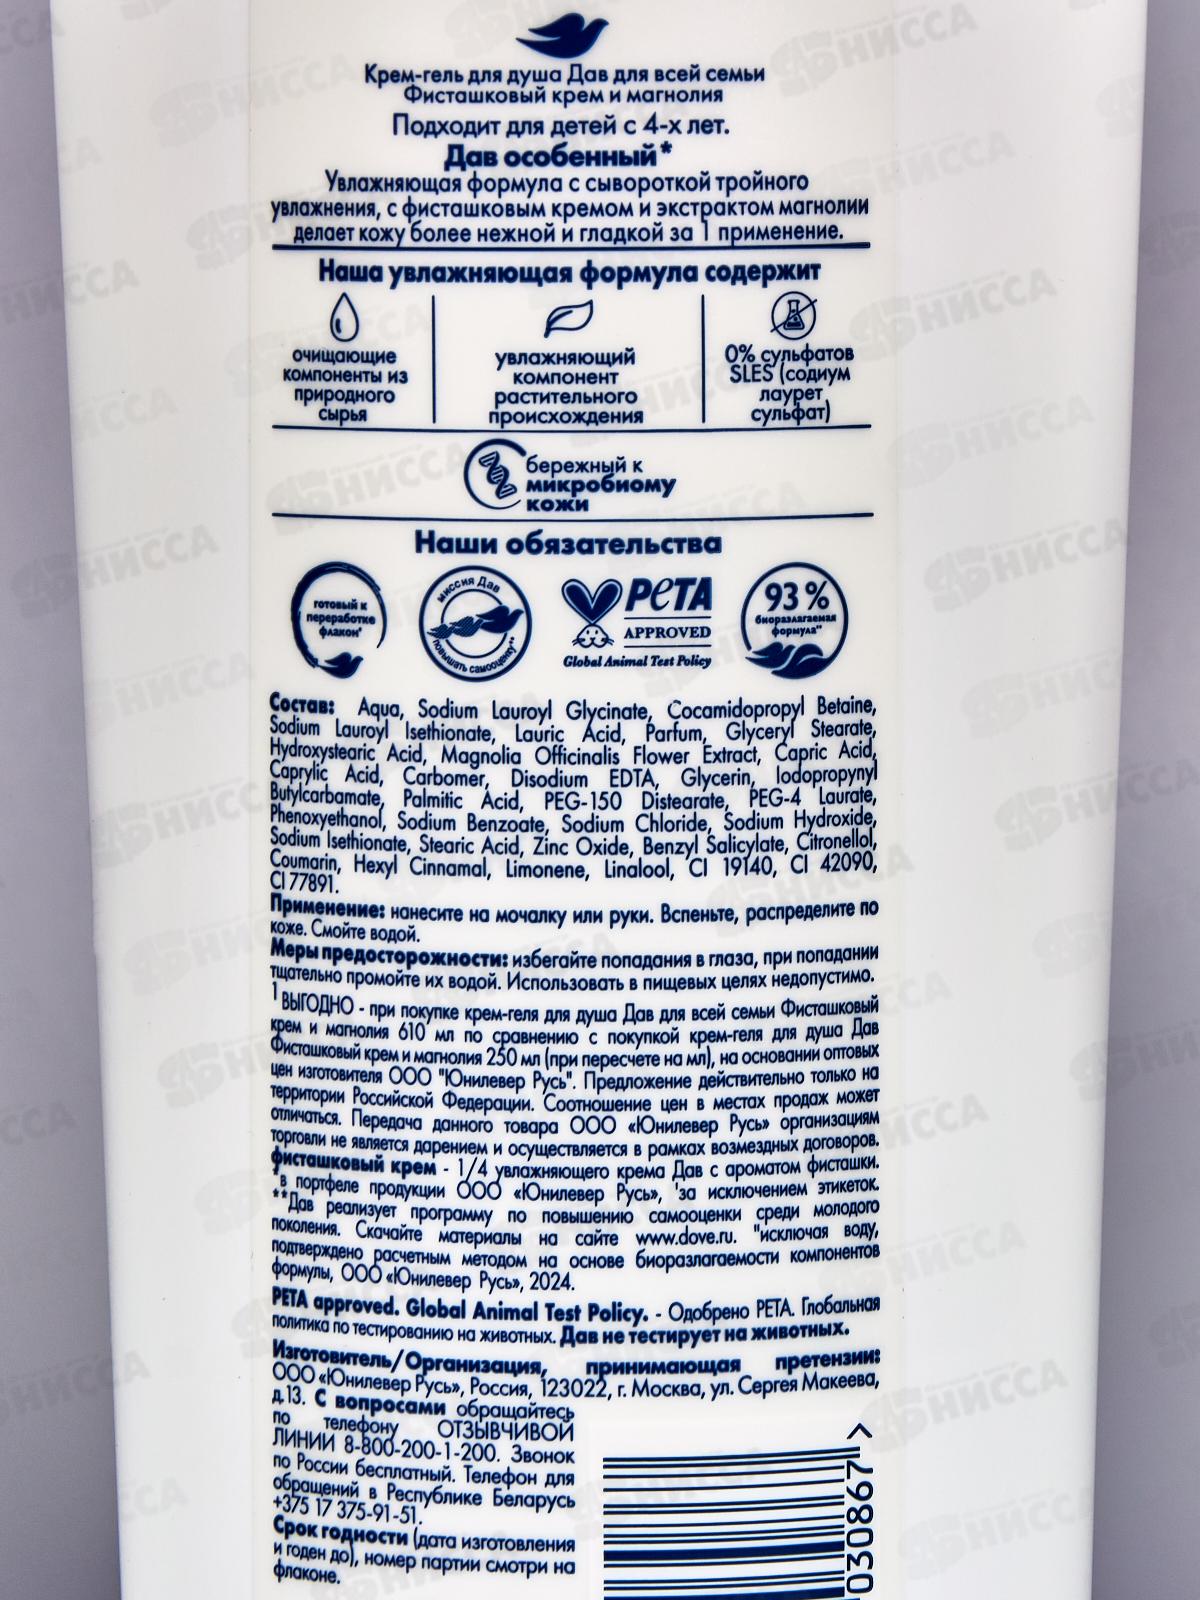 Крем-гель для душа Дав для всей семьи
Фисташковый крем и магнолия
Подходит для детей с 4-х лет.
Дав особенный*
Увлажняющая формула с сывороткой тройного
увлажнения, с фисташковым кремом и экстрактом магнолии
делает кожу более нежной и гладкой за 1 применение.
Наша увлажняющая формула содержит
очищающие
компоненты из
природного
сырья
увлажняющий
компонент
растительного
происхождения
0% сульфатов
SLES (содиум
лаурет
сульфат)
бережный к
микробиому
кожи
Наши обязательства
готовый к
переработке
флакон'
миссия Дав
повышать самооценку**
PETA
APPROVED
Global Animal Test Policy
93%
биоразлагаемая
формула"
Состав: Aqua, Sodium Lauroyl Glycinate, Cocamidopropyl Betaine,
Sodium Lauroyl Isethionate, Lauric Acid, Parfum, Glyceryl Stearate,
Hydroxystearic Acid, Magnolia Officinalis Flower Extract, Capric Acid,
Caprylic Acid, Carbomer, Disodium EDTA, Glycerin, Iodopropynyl
Butylcarbamate, Palmitic Acid, PEG-150 Distearate, PEG-4 Laurate,
Phenoxyethanol, Sodium Benzoate, Sodium Chloride, Sodium Hydroxide,
Sodium Isethionate, Stearic Acid, Zinc Oxide, Benzyl Salicylate, Citronellol,
Coumarin, Hexyl Cinnamal, Limonene, Linalool, CI 19140, CI 42090,
CI 77891.
Применение: нанесите на мочалку или руки. Вспеньте, распределите по
коже. Смойте водой.
Меры предосторожности: избегайте попадания в глаза, при попадании
тщательно промойте их водой. Использовать в пищевых целях недопустимо.
1 ВЫГОДНО - при покупке крем-геля для душа Дав для всей семьи Фисташковый
крем и магнолия 610 мл по сравнению с покупкой крем-геля для душа Дав
Фисташковый крем и магнолия 250 мл (при пересчете на мл), на основании оптовых
цен изготовителя ООО "Юнилевер Русь". Предложение действительно только на
территории Российской Федерации. Соотношение цен в местах продаж может
отличаться. Передача данного товара ООО «Юнилевер Русь» организациям
торговли не является дарением и осуществляется в рамках возмездных договоров.
фисташковый крем - 1/4 увлажняющего крема Дав с ароматом фисташки.
*в портфеле продукции ООО «Юнилевер Русь», 'за исключением этикеток.
**Дав реализует программу по повышению самооценки среди молодого
поколения. Скачайте материалы на сайте www.dove.ru. "исключая воду,
подтверждено расчетным методом на основе биоразлагаемости компонентов
формулы, ООО «Юнилевер Русь», 2024.
PETA approved. Global Animal Test Policy. - Одобрено PETA. Глобальная
политика по тестированию на животных. Дав не тестирует на животных.
Изготовитель/Организация, принимающая претензии:
ООО «Юнилевер Русь», Россия, 123022, г. Москва, ул. Сергея Макеева,
д.13. С вопросами обращайтесь
по телефону ОТЗЫВЧИВОЙ
ЛИНИИ 8-800-200-1-200. Звонок
по России бесплатный. Телефон для
обращений в Республике Беларусь
+375 17 375-91-51.
Срок годности (дата изготовления
и годен до), номер партии смотри на
флаконе.
030867 >